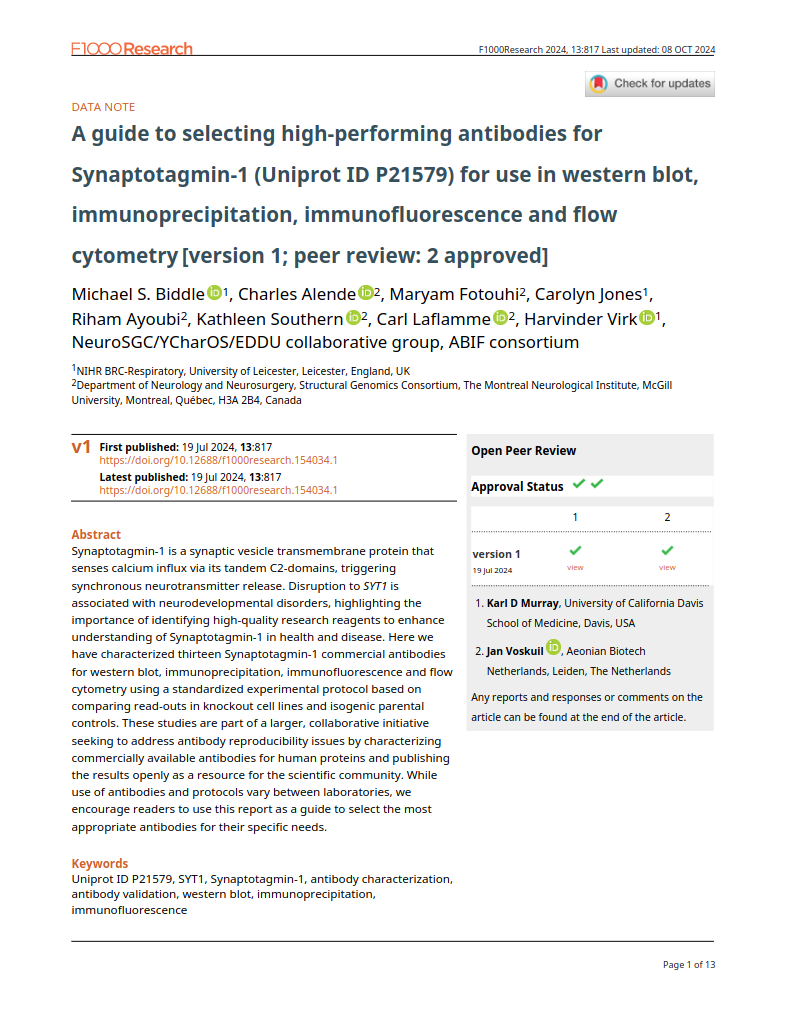 F1000Research
F1000Research 2024, 13:817 Last updated: 08 OCT 2024
Check for updates
DATA NOTE
A guide to selecting high-performing antibodies for
Synaptotagmin-1 (Uniprot ID P21579) for use in western blot,
immunoprecipitation, immunofluorescence and flow
cytometry [version 1; peer review: 2 approved]
Michael S. Biddle iD 1, Charles Alende iD 2, Maryam Fotouhi2, Carolyn Jones1,
Riham Ayoubi2, Kathleen Southern iD 2, Carl Laflamme iD 2, Harvinder Virk iD 1,
NeuroSGC/YCharOS/EDDU collaborative group, ABIF consortium
1NIHR BRC-Respiratory, University of Leicester, Leicester, England, UK
2Department of Neurology and Neurosurgery, Structural Genomics Consortium, The Montreal Neurological Institute, McGill
University, Montreal, Québec, H3A 2B4, Canada
v1 First published: 19 Jul 2024, 13:817
https://doi.org/10.12688/f1000research.154034.1
Latest published: 19 Jul 2024, 13:817
https://doi.org/10.12688/f1000research.154034.1
Abstract
Synaptotagmin-1 is a synaptic vesicle transmembrane protein that
senses calcium influx via its tandem C2-domains, triggering
synchronous neurotransmitter release. Disruption to SYT1 is
associated with neurodevelopmental disorders, highlighting the
importance of identifying high-quality research reagents to enhance
understanding of Synaptotagmin-1 in health and disease. Here we
have characterized thirteen Synaptotagmin-1 commercial antibodies
for western blot, immunoprecipitation, immunofluorescence and flow
cytometry using a standardized experimental protocol based on
comparing read-outs in knockout cell lines and isogenic parental
controls. These studies are part of a larger, collaborative initiative
seeking to address antibody reproducibility issues by characterizing
commercially available antibodies for human proteins and publishing
the results openly as a resource for the scientific community. While
use of antibodies and protocols vary between laboratories, we
encourage readers to use this report as a guide to select the most
appropriate antibodies for their specific needs.
Keywords
Uniprot ID P21579, SYT1, Synaptotagmin-1, antibody characterization,
antibody validation, western blot, immunoprecipitation,
immunofluorescence
Open Peer Review
Approval Status
1 2
version 1
19 Jul 2024
view view
1. Karl D Murray, University of California Davis
School of Medicine, Davis, USA
2. Jan Voskuil iD, Aeonian Biotech
Netherlands, Leiden, The Netherlands
Any reports and responses or comments on the
article can be found at the end of the article.
Page 1 of 13